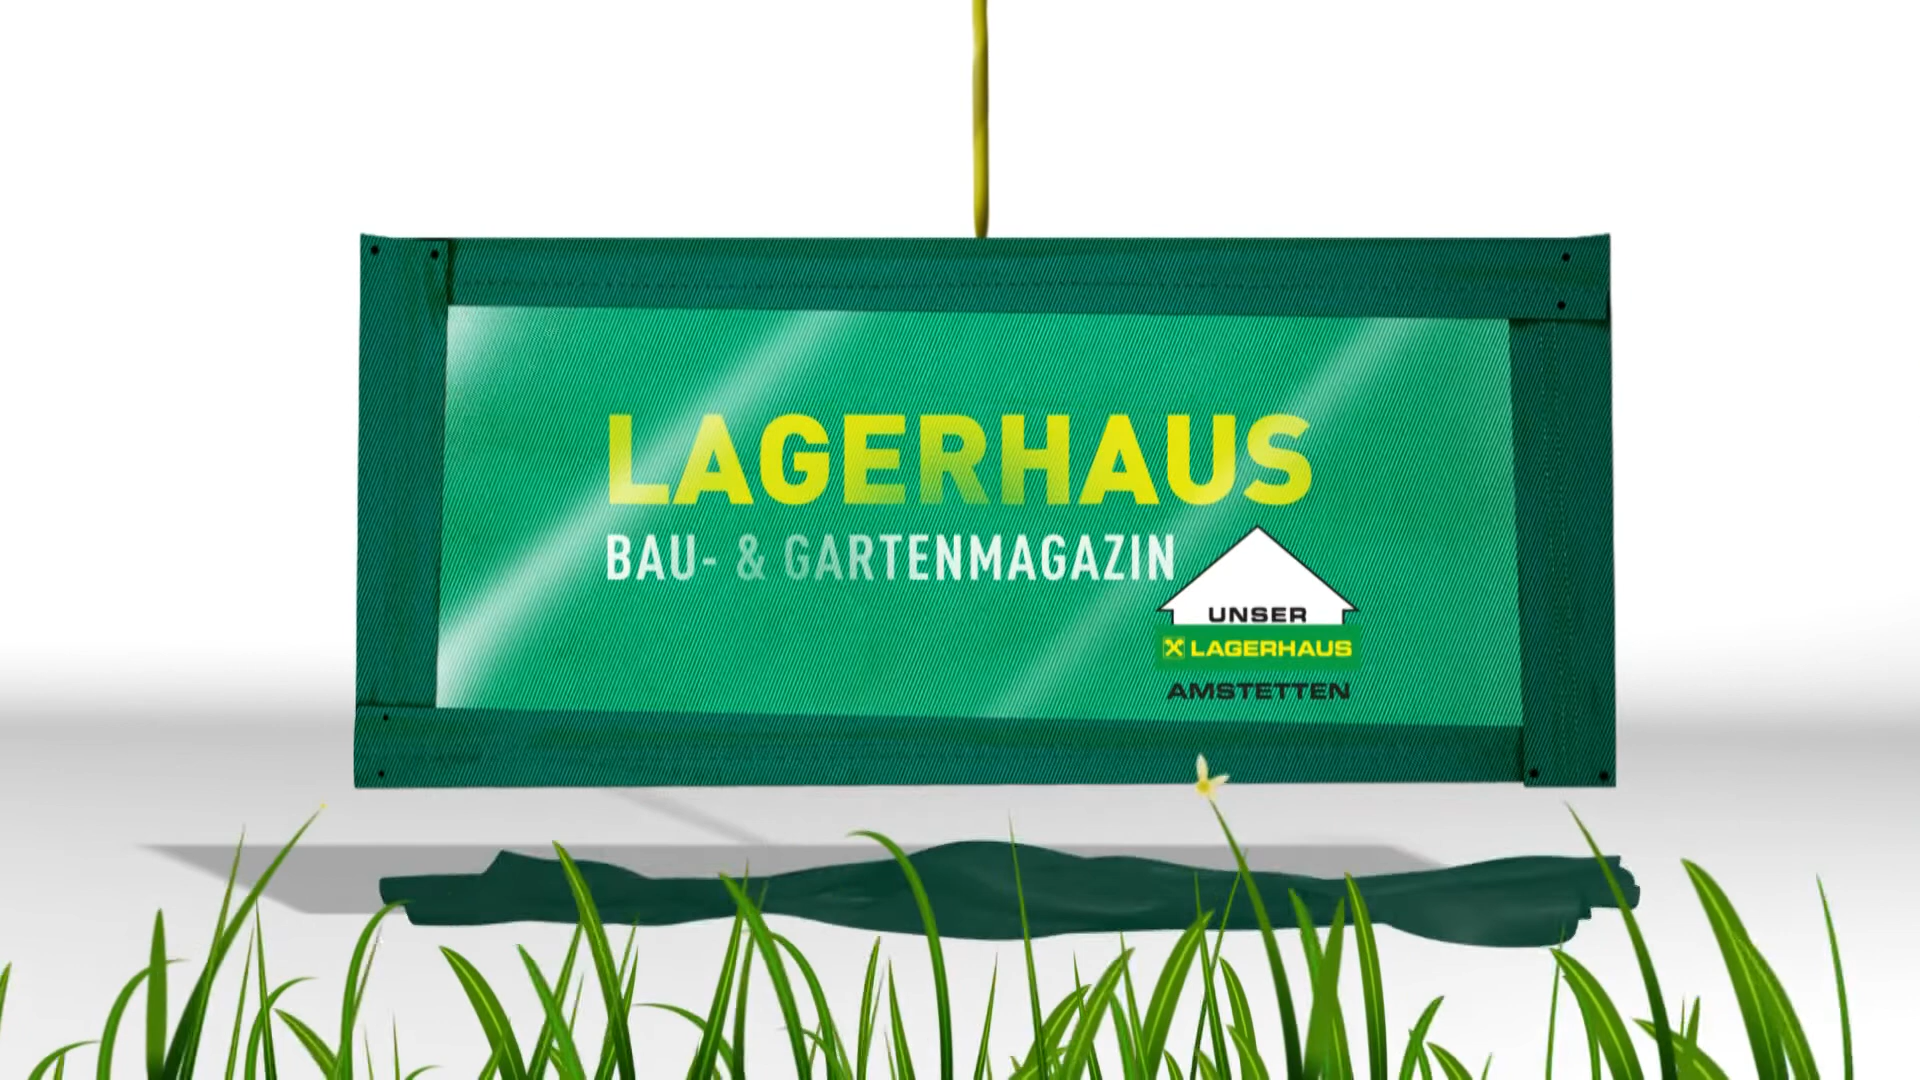 LAGERHAUS
BAU- & GARTENMAGAZIN
UNSER
LAGERHAUS
AMSTETTEN